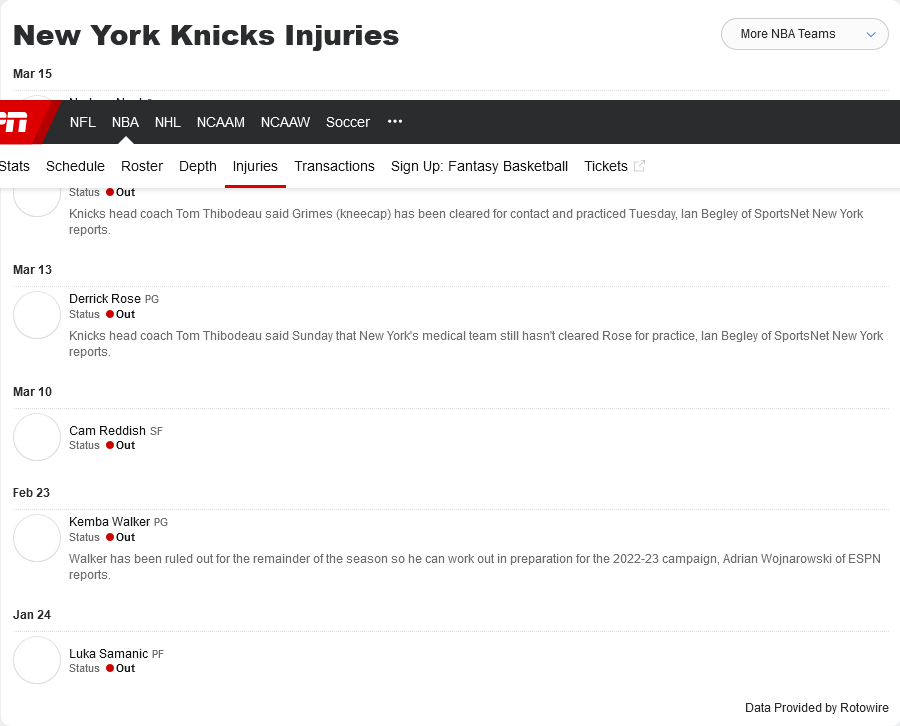 New York Knicks Injuries
More NBA Teams
Mar 15
NFL NBA NHL NCAAM NCAAW Soccer
Stats Schedule Roster Depth Injuries Transactions Sign Up: Fantasy Basketball Tickets
Status Out
Knicks head coach Tom Thibodeau said Grimes (kneecap) has been cleared for contact and practiced Tuesday, Ian Begley of SportsNet New York
reports.
Mar 13
Derrick Rose PG
Status Out
Knicks head coach Tom Thibodeau said Sunday that New York's medical team still hasn't cleared Rose for practice, Ian Begley of SportsNet New York
reports.
Mar 10
Cam Reddish SF
Status Out
Feb 23
Kemba Walker PG
Status Out
Walker has been ruled out for the remainder of the season so he can work out in preparation for the 2022-23 campaign, Adrian Wojnarowski of ESPN
reports.
Jan 24
Luka Samanic PF
Status Out
Data Provided by Rotowire